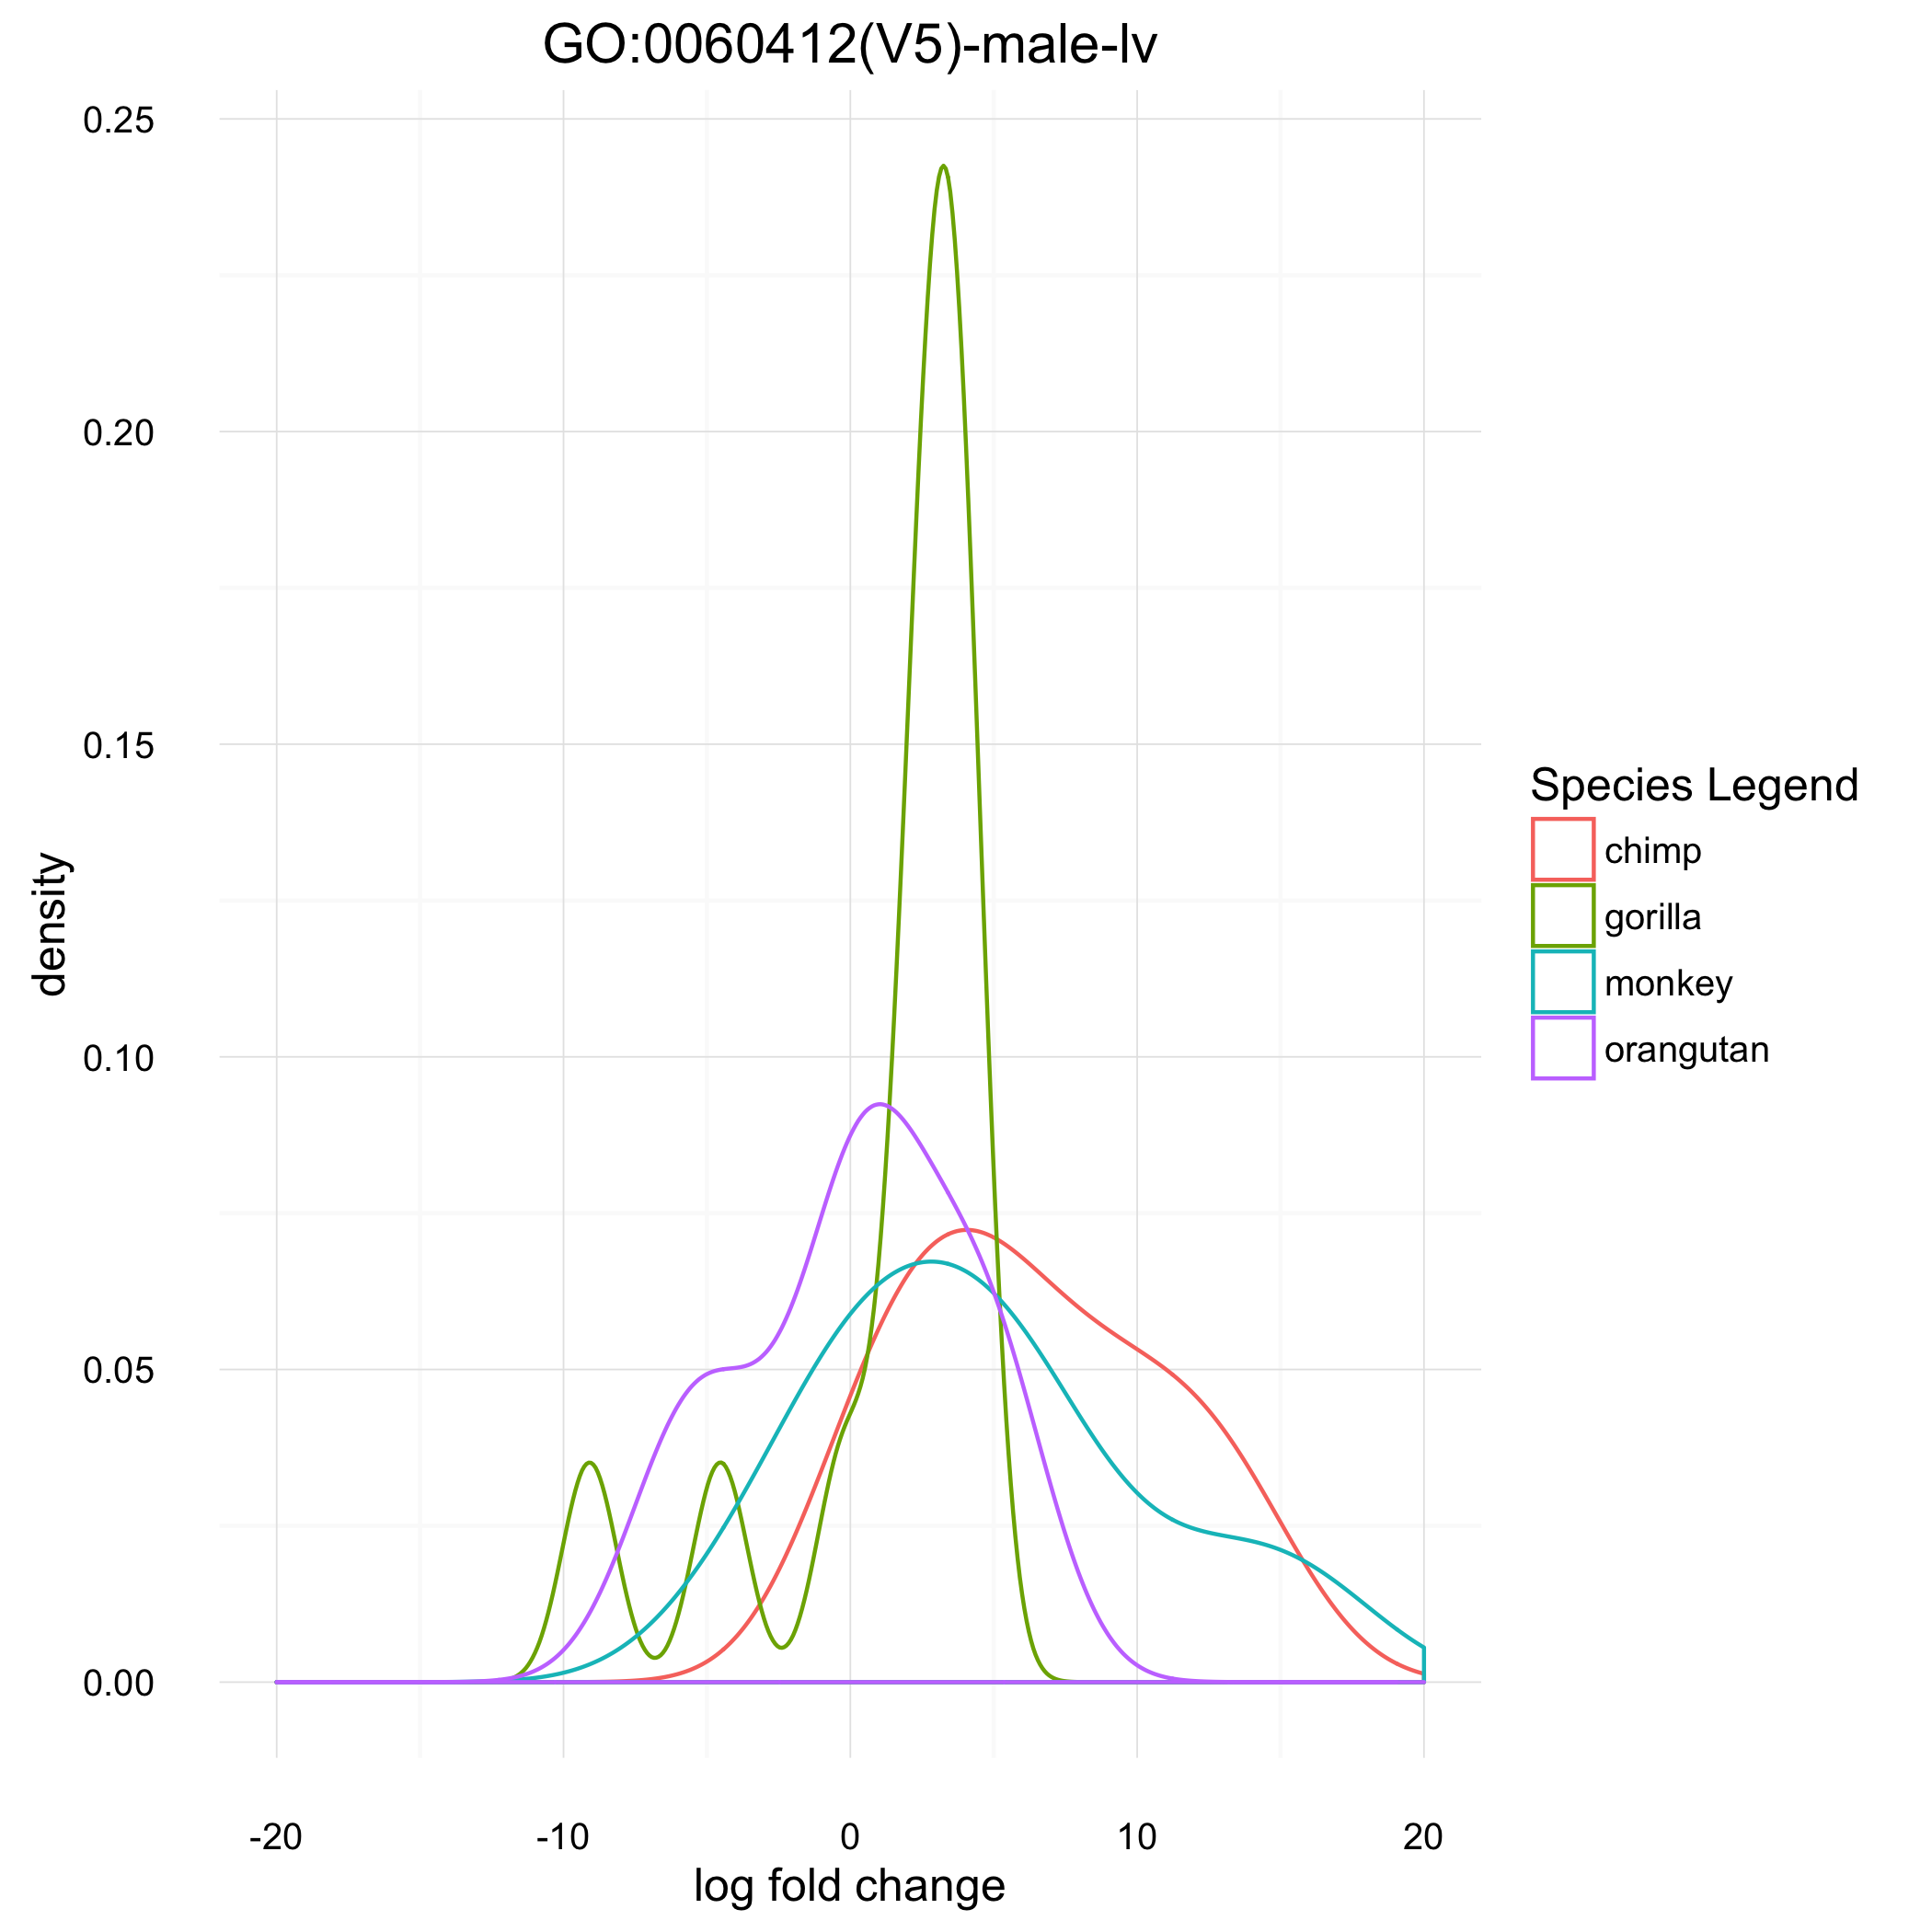 GO:0060412(V5)-male-lv
0.25
0.20
0.15
0.10
0.05
0.00
density
-20 -10 0 10 20
log fold change
Species Legend
chimp
gorilla
monkey
orangutan